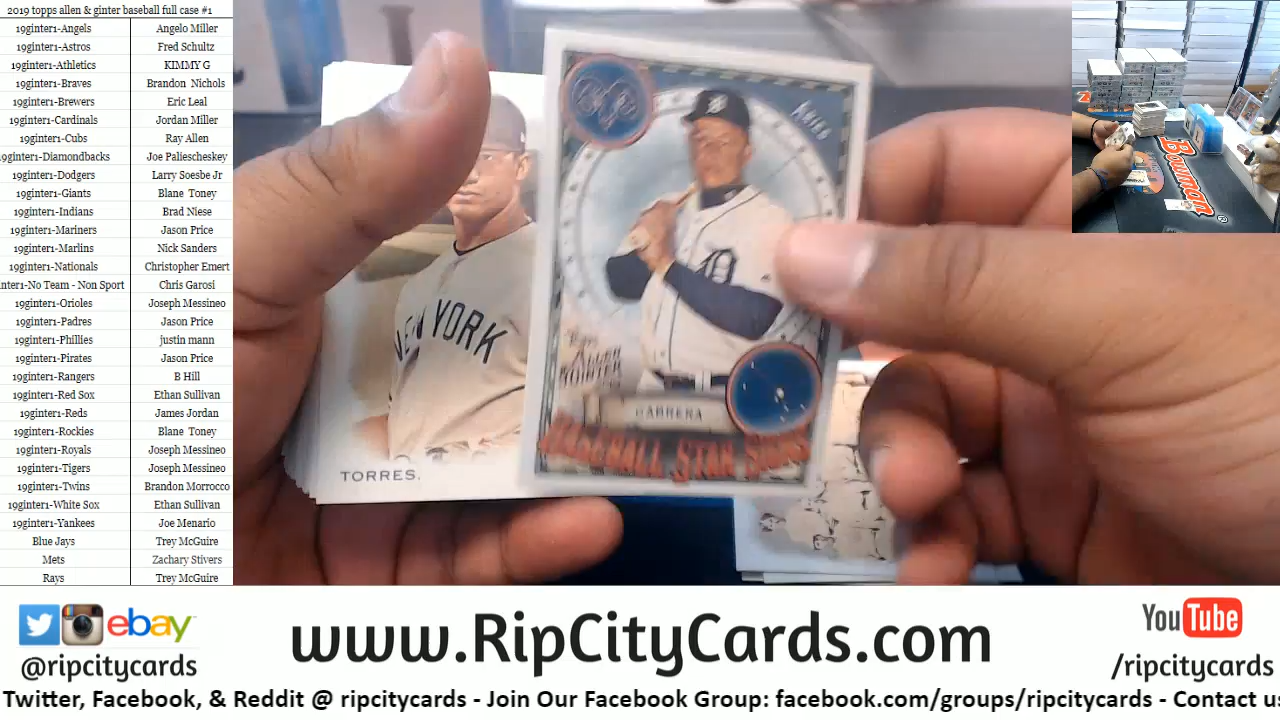 2019 topps allen & ginter baseball full case #1
19ginter1-Angels Angelo Miller
19ginter1-Astros Fred Schultz
19ginter1-Athletics KIMMY G
19ginter1-Braves Brandon Nichols
19ginter1-Brewers Eric Leal
19ginter1-Cardinals Jordan Miller
19ginter1-Cubs Ray Allen
9ginter1-Diamondbacks Joe Paliescheskey
19ginter1-Dodgers Larry Soesbe Jr
19ginter1-Giants Blane Toney
19ginter1-Indians Brad Niese
19ginter1-Mariners Jason Price
19ginter1-Marlins Nick Sanders
19ginter1-Nationals Christopher Emert
nter1-No Team - Non Sport Chris Garosi
19ginter1-Orioles Joseph Messineo
19ginter1-Padres Jason Price
19ginter1-Phillies justin mann
19ginter1-Pirates Jason Price
19ginter1-Rangers B Hill
19ginter1-Red Sox Ethan Sullivan
19ginter1-Reds James Jordan
19ginter1-Rockies Blane Toney
19ginter1-Royals Joseph Messineo
19ginter1-Tigers Joseph Messineo
19ginter1-Twins Brandon Morrocco
19ginter1-White Sox Ethan Sullivan
19ginter1-Yankees Joe Menario
Blue Jays Trey McGuire
Mets Zachary Stivers
Rays Trey McGuire
ARIES
NEW YORK
TORRES.
Topps
ALLEN
GINTER
CABRERA
BASEBALL STAR SIGNS
Bowman
ebay
@ripcitycards
www.RipCityCards.com
YouTube
/ripcitycards
Twitter, Facebook, & Reddit @ ripcitycards - Join Our Facebook Group: facebook.com/groups/ripcitycards - Contact us